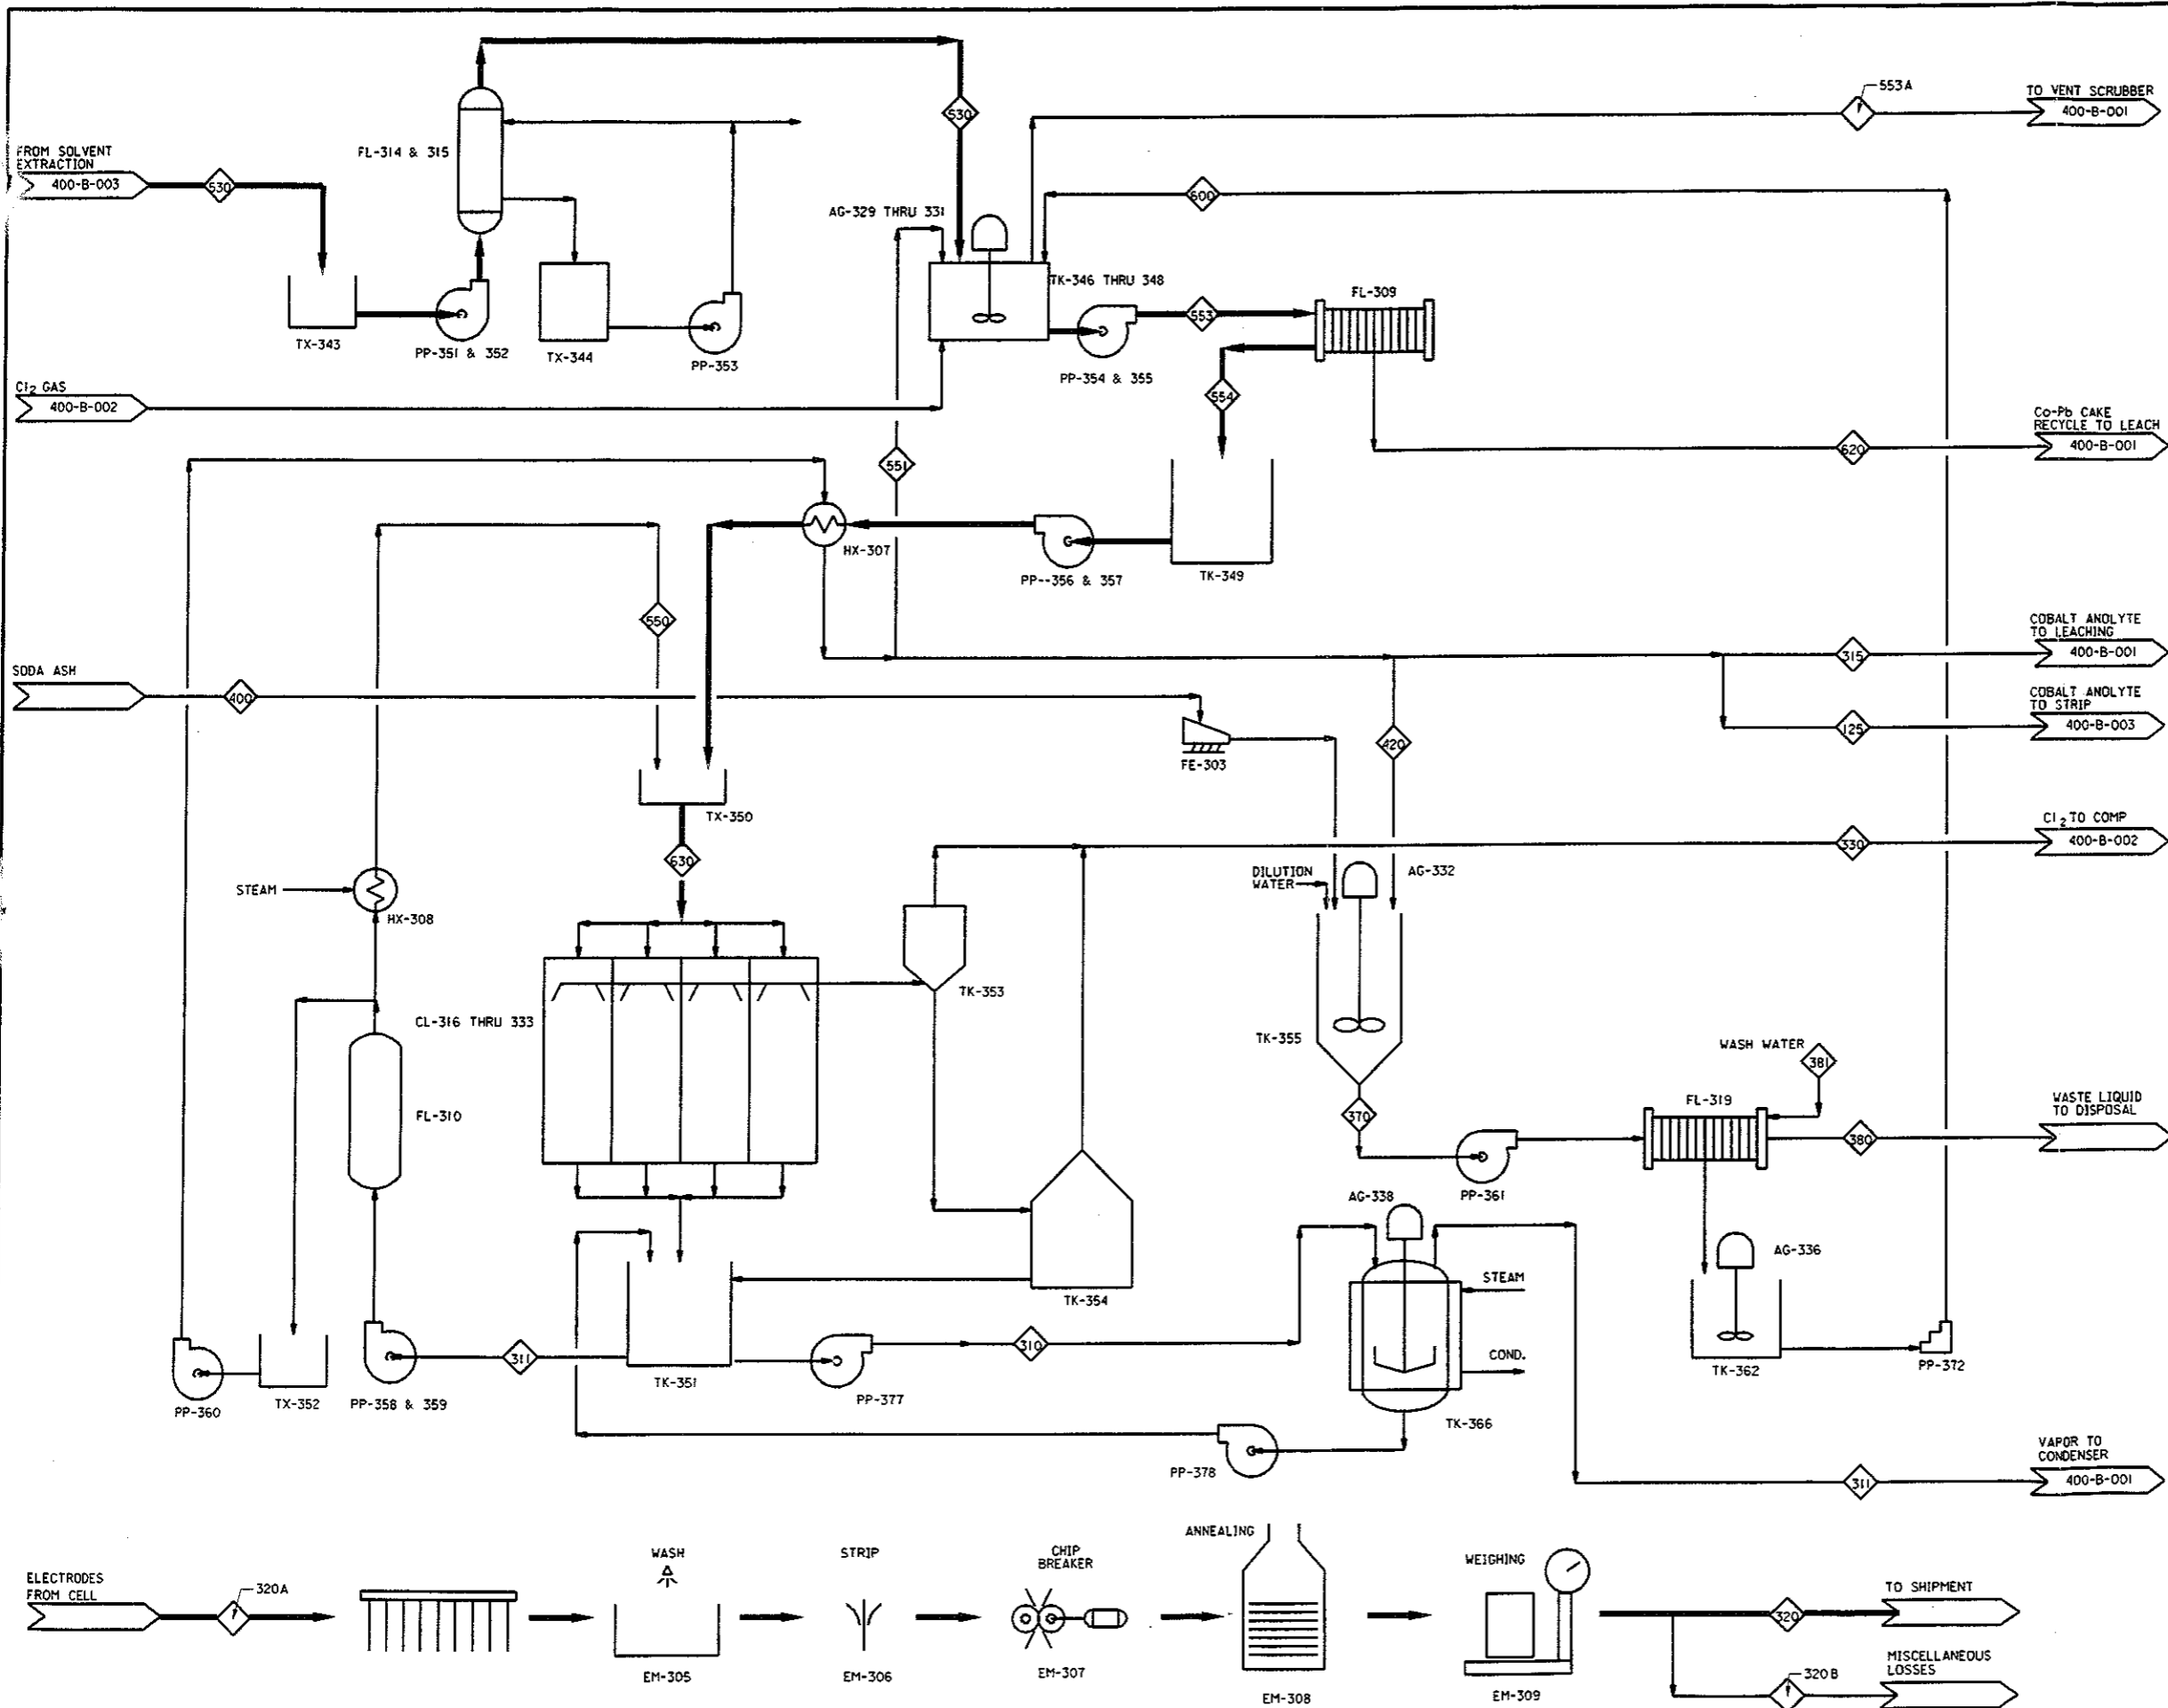 553A
TO VENT SCRUBBER
400-B-001
530
FL-314 & 315
FROM SOLVENT
EXTRACTION
400-B-003
530
600
AG-329 THRU 331
TK-346 THRU 348
FL-309
553
TX-343
PP-351 & 352
TX-344
PP-353
PP-354 & 355
Cl2 GAS
400-B-002
554
Co-Pb CAKE
RECYCLE TO LEACH
400-B-001
620
551
HX-307
PP--356 & 357
TK-349
550
COBALT ANOLYTE
TO LEACHING
315
400-B-001
SODA ASH
400
COBALT ANOLYTE
TO STRIP
125
400-B-003
420
FE-303
TX-350
630
Cl2 TO COMP
330
400-B-002
STEAM
HX-308
DILUTION
WATER
AG-332
TK-353
CL-316 THRU 333
TK-355
WASH WATER
381
FL-310
370
FL-319
WASTE LIQUID
TO DISPOSAL
380
PP-361
AG-338
AG-336
STEAM
TK-354
311
310
COND.
TK-351
PP-377
TK-362
PP-372
PP-360
TX-352
PP-358 & 359
TK-366
PP-378
VAPOR TO
CONDENSER
311
400-B-001
ELECTRODES
FROM CELL
320A
WASH
STRIP
CHIP
BREAKER
ANNEALING
WEIGHING
TO SHIPMENT
320
EM-305
EM-306
EM-307
EM-308
EM-309
MISCELLANEOUS
LOSSES
320B